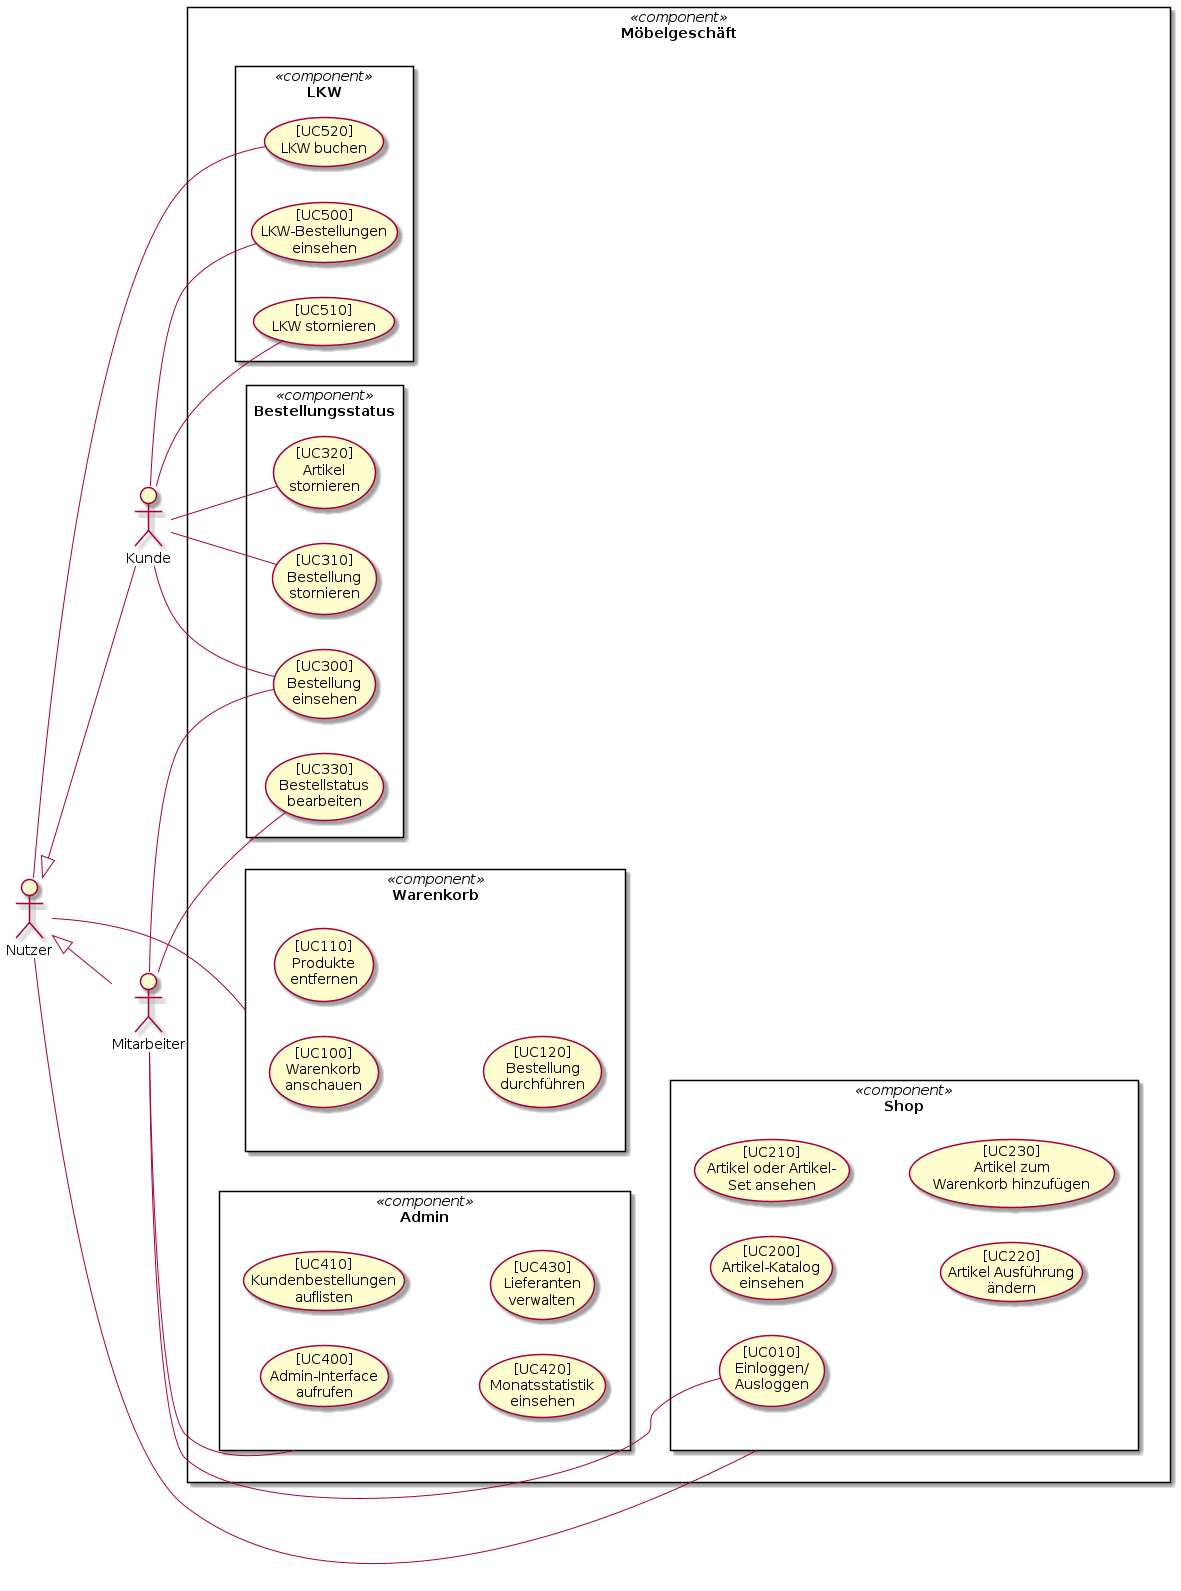 «component»
Möbelgeschäft
«component»
LKW
[UC520]
LKW buchen
[UC500]
LKW-Bestellungen
einsehen
[UC510]
LKW stornieren
«component»
Bestellungsstatus
[UC320]
Artikel
stornieren
[UC310]
Bestellung
stornieren
[UC300]
Bestellung
einsehen
[UC330]
Bestellstatus
bearbeiten
Kunde
Nutzer
Mitarbeiter
«component»
Warenkorb
[UC110]
Produkte
entfernen
[UC100]
Warenkorb
anschauen
[UC120]
Bestellung
durchführen
«component»
Shop
[UC210]
Artikel oder Artikel-
Set ansehen
[UC230]
Artikel zum
Warenkorb hinzufügen
[UC200]
Artikel-Katalog
einsehen
[UC220]
Artikel Ausführung
ändern
[UC010]
Einloggen/
Ausloggen
«component»
Admin
[UC410]
Kundenbestellungen
auflisten
[UC430]
Lieferanten
verwalten
[UC400]
Admin-Interface
aufrufen
[UC420]
Monatsstatistik
einsehen